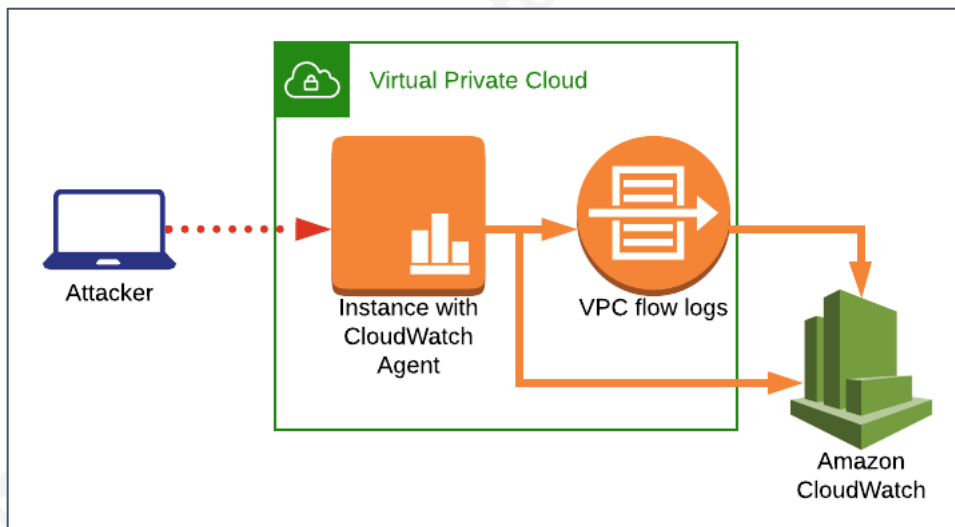 Virtual Private Cloud
Attacker
Instance with
CloudWatch
Agent
VPC flow logs
Amazon
CloudWatch